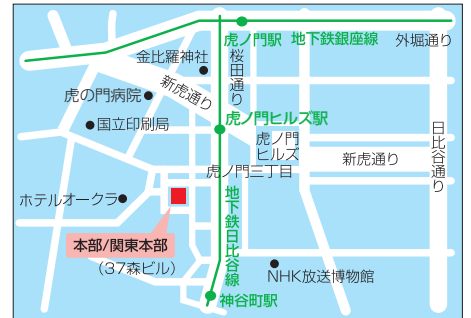 虎ノ門駅
地下鉄銀座線
外堀通り
金比羅神社
桜田通り
新虎通り
虎の門病院
国立印刷局
虎ノ門ヒルズ駅
虎ノ門
ヒルズ
新虎通り
日比谷通り
虎ノ門三丁目
ホテルオークラ
地下鉄日比谷線
本部/関東本部
（37森ビル）
NHK放送博物館
神谷町駅